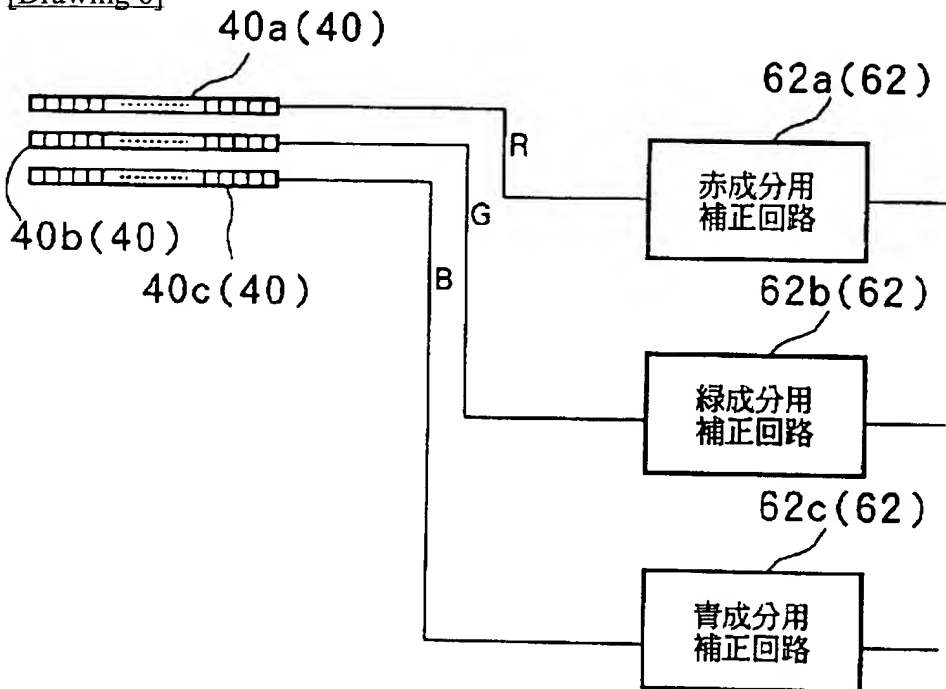 [Drawing 6]
40a(40)
62a(62)
R
赤成分用
補正回路
40b(40)
G
40c(40)
B
62b(62)
緑成分用
補正回路
62c(62)
青成分用
補正回路